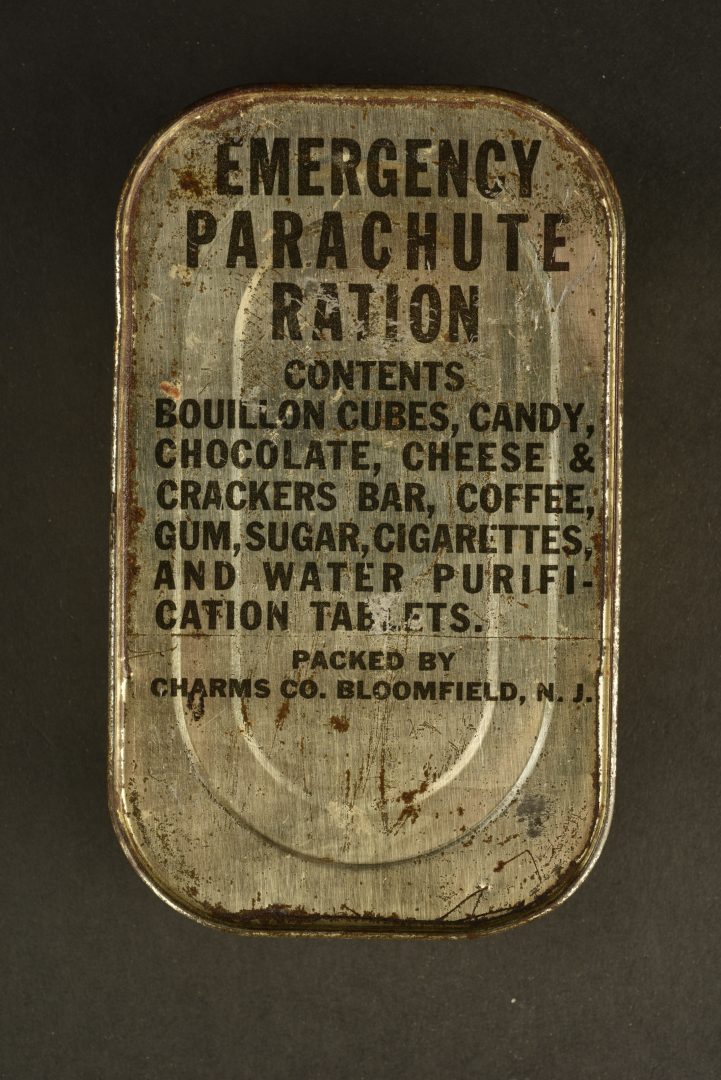 EMERGENCY
PARACHUTE
RATION
CONTENTS
BOUILLON CUBES, CANDY,
CHOCOLATE, CHEESE &
CRACKERS BAR, COFFEE,
GUM, SUGAR, CIGARETTES,
AND WATER PURIFI-
CATION TABLETS.
PACKED BY
CHARMS CO. BLOOMFIELD, N. J.